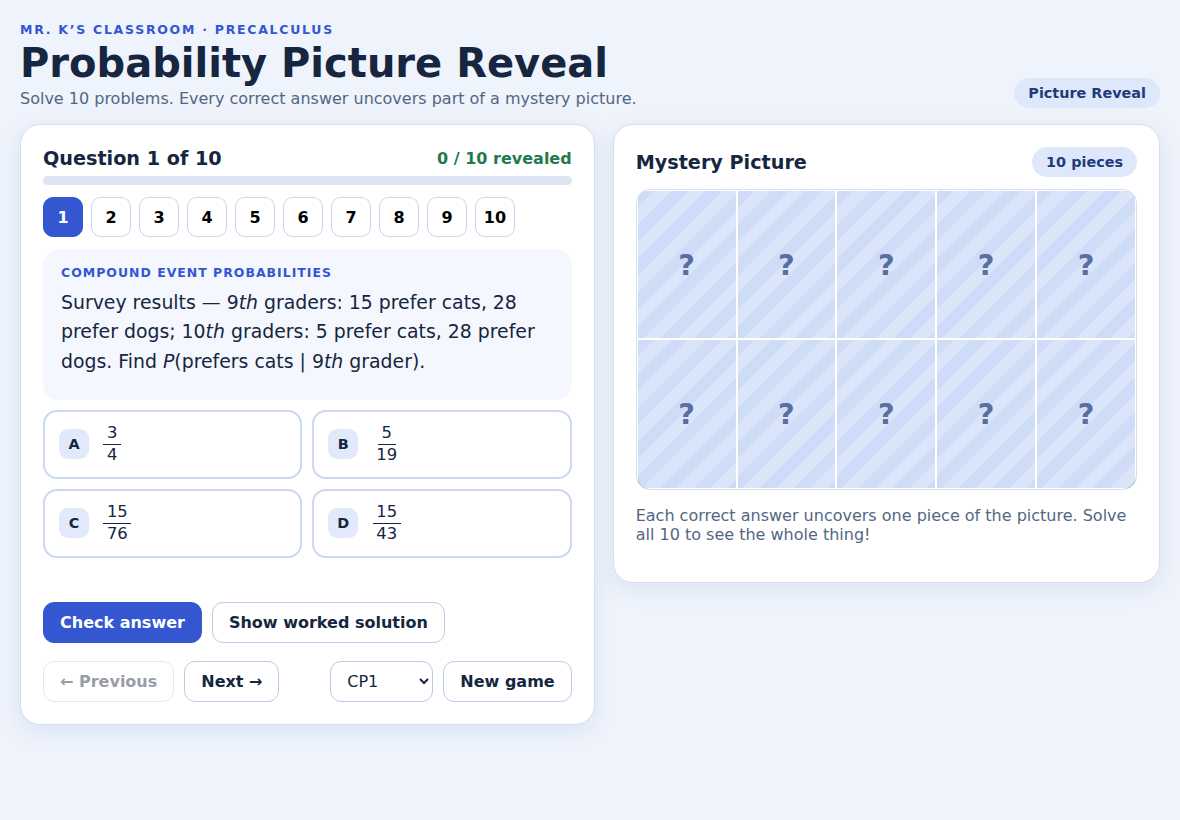 MR. K’S CLASSROOM · PRECALCULUS
Probability Picture Reveal
Solve 10 problems. Every correct answer uncovers part of a mystery picture.
Picture Reveal
Question 1 of 10
0 / 10 revealed
1 2 3 4 5 6 7 8 9 10
COMPOUND EVENT PROBABILITIES
Survey results — 9th graders: 15 prefer cats, 28
prefer dogs; 10th graders: 5 prefer cats, 28 prefer
dogs. Find P(prefers cats | 9th grader).
A 3/4
B 5/19
C 15/76
D 15/43
Check answer
Show worked solution
← Previous
Next →
CP1
New game
Mystery Picture
10 pieces
? ? ? ? ?
? ? ? ? ?
Each correct answer uncovers one piece of the picture. Solve
all 10 to see the whole thing!